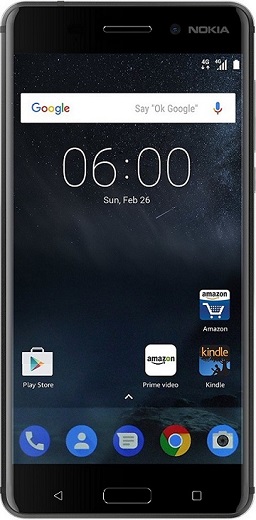 NOKIA
4G 4G
Google Say "Ok Google"
06:00
Sun, Feb 26
amazon
Amazon
amazon kindle
Play Store Prime video Kindle